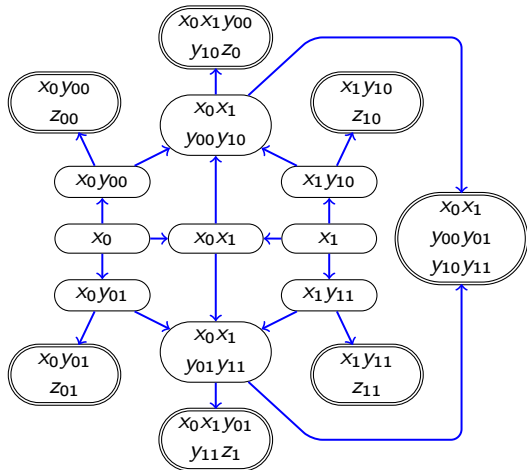 x₀x₁y₀₀
y₁₀z₀
x₀y₀₀
z₀₀
x₀x₁
y₀₀y₁₀
x₁y₁₀
z₁₀
x₀y₀₀
x₁y₁₀
x₀
x₀x₁
x₁
x₀x₁
y₀₀y₀₁
y₁₀y₁₁
x₀y₀₁
x₁y₁₁
x₀x₁
y₀₁y₁₁
x₀y₀₁
z₀₁
x₁y₁₁
z₁₁
x₀x₁y₀₁
y₁₁z₁